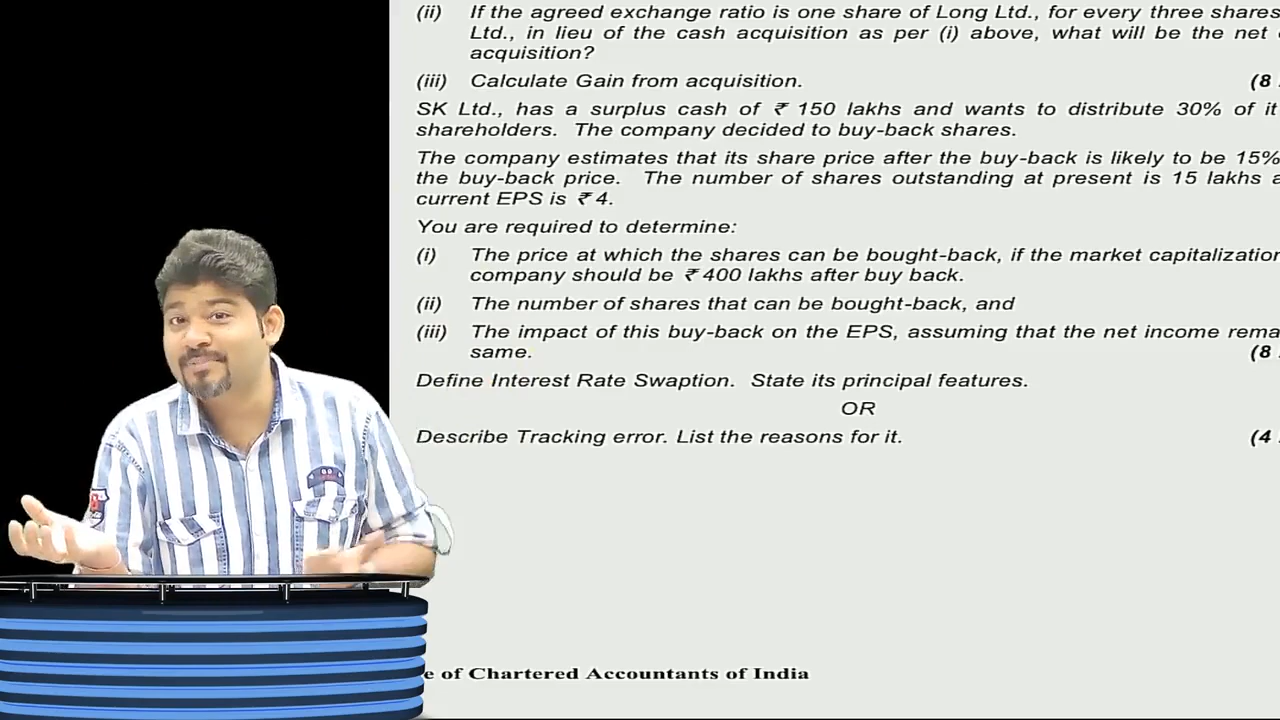 (ii) If the agreed exchange ratio is one share of Long Ltd., for every three shares
Ltd., in lieu of the cash acquisition as per (i) above, what will be the net
acquisition?
(iii) Calculate Gain from acquisition. (8
SK Ltd., has a surplus cash of ₹ 150 lakhs and wants to distribute 30% of it
shareholders. The company decided to buy-back shares.
The company estimates that its share price after the buy-back is likely to be 15%
the buy-back price. The number of shares outstanding at present is 15 lakhs
current EPS is ₹ 4.
You are required to determine:
(i) The price at which the shares can be bought-back, if the market capitalization
company should be ₹ 400 lakhs after buy back.
(ii) The number of shares that can be bought-back, and
(iii) The impact of this buy-back on the EPS, assuming that the net income rema
same. (8
Define Interest Rate Swaption. State its principal features.
OR
Describe Tracking error. List the reasons for it. (4
e of Chartered Accountants of India